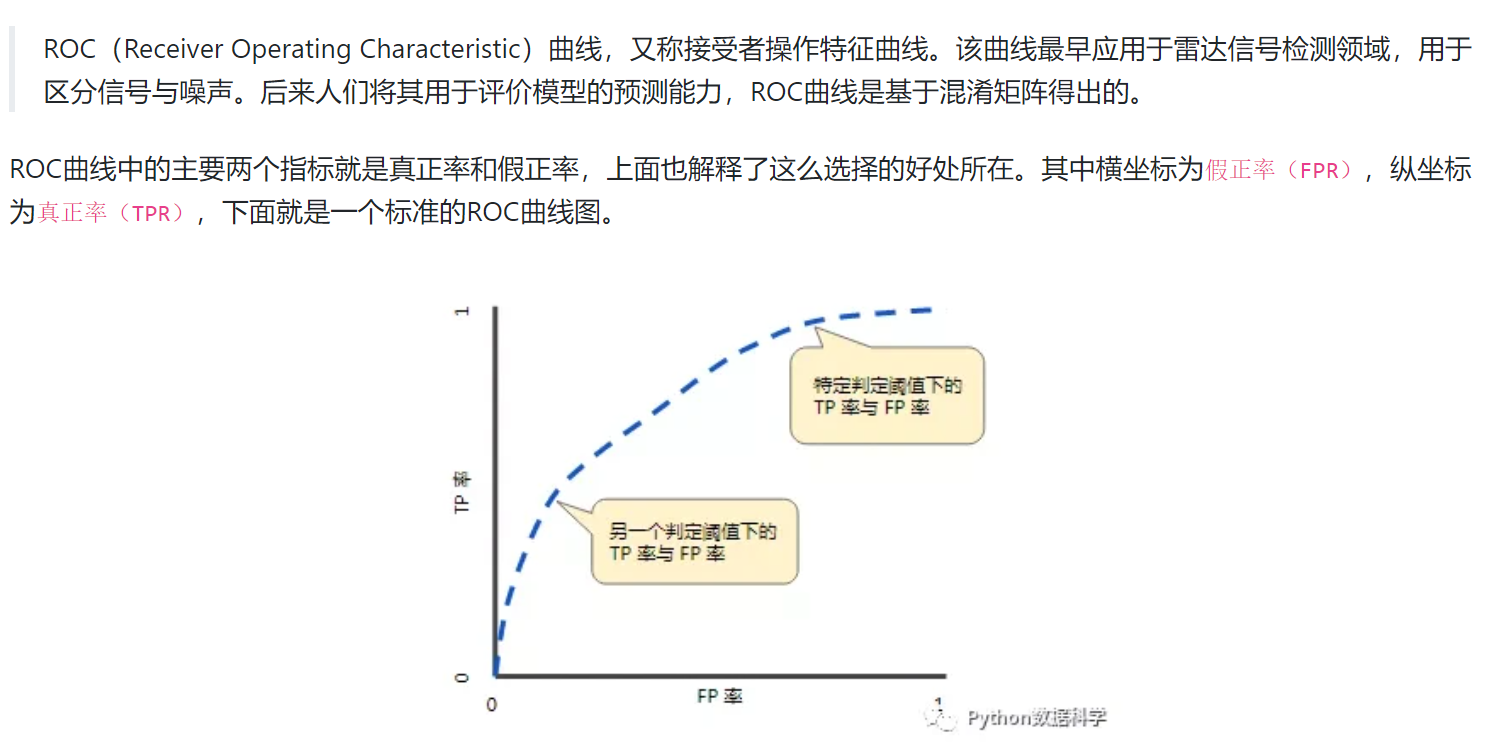 ROC（Receiver Operating Characteristic）曲线，又称接受者操作特征曲线。该曲线最早应用于雷达信号检测领域，用于
区分信号与噪声。后来人们将其用于评价模型的预测能力，ROC曲线是基于混淆矩阵得出的。
ROC曲线中的主要两个指标就是真正率和假正率，上面也解释了这么选择的好处所在。其中横坐标为假正率（FPR），纵坐标
为真正率（TPR），下面就是一个标准的ROC曲线图。
1
特定判定阈值下的
TP 率与 FP 率
TP 率
另一个判定阈值下的
TP 率与 FP 率
0
0
FP 率
1
Python数据科学